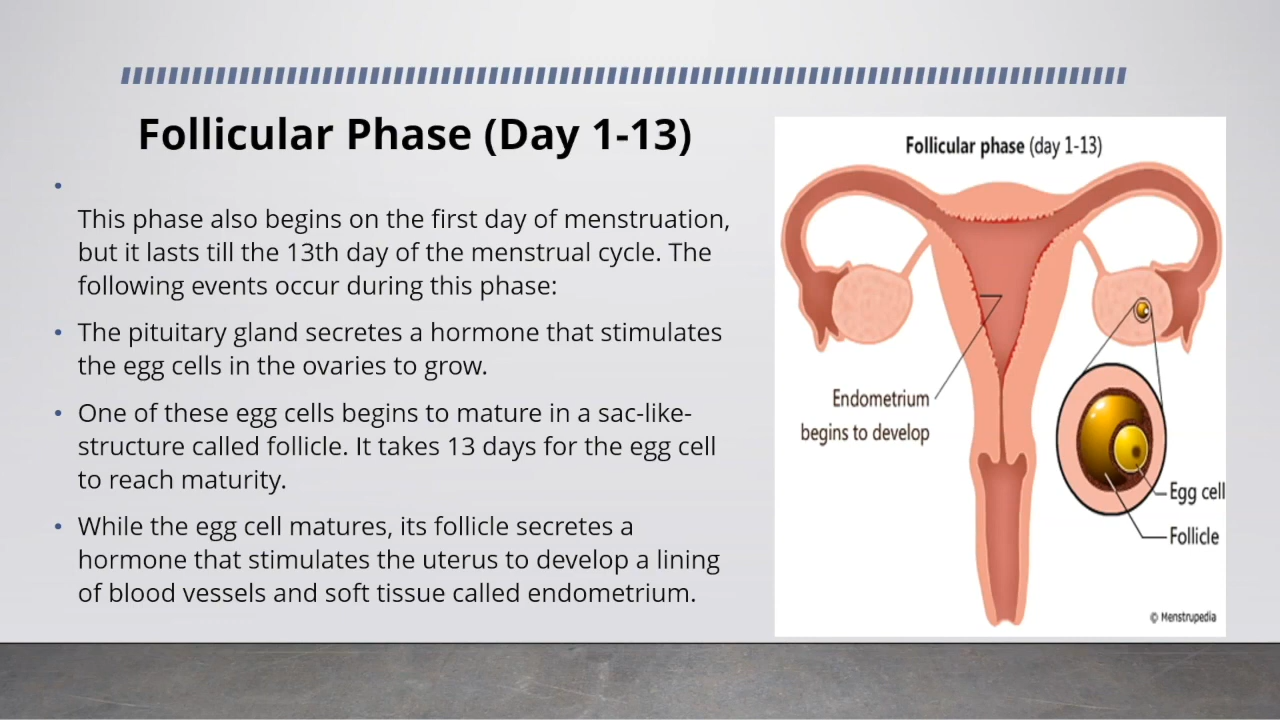 Follicular Phase (Day 1-13)
This phase also begins on the first day of menstruation,
but it lasts till the 13th day of the menstrual cycle. The
following events occur during this phase:
• The pituitary gland secretes a hormone that stimulates
the egg cells in the ovaries to grow.
• One of these egg cells begins to mature in a sac-like-
structure called follicle. It takes 13 days for the egg cell
to reach maturity.
• While the egg cell matures, its follicle secretes a
hormone that stimulates the uterus to develop a lining
of blood vessels and soft tissue called endometrium.
Follicular phase (day 1-13)
Endometrium
begins to develop
Egg cell
Follicle
© Menstrupedia